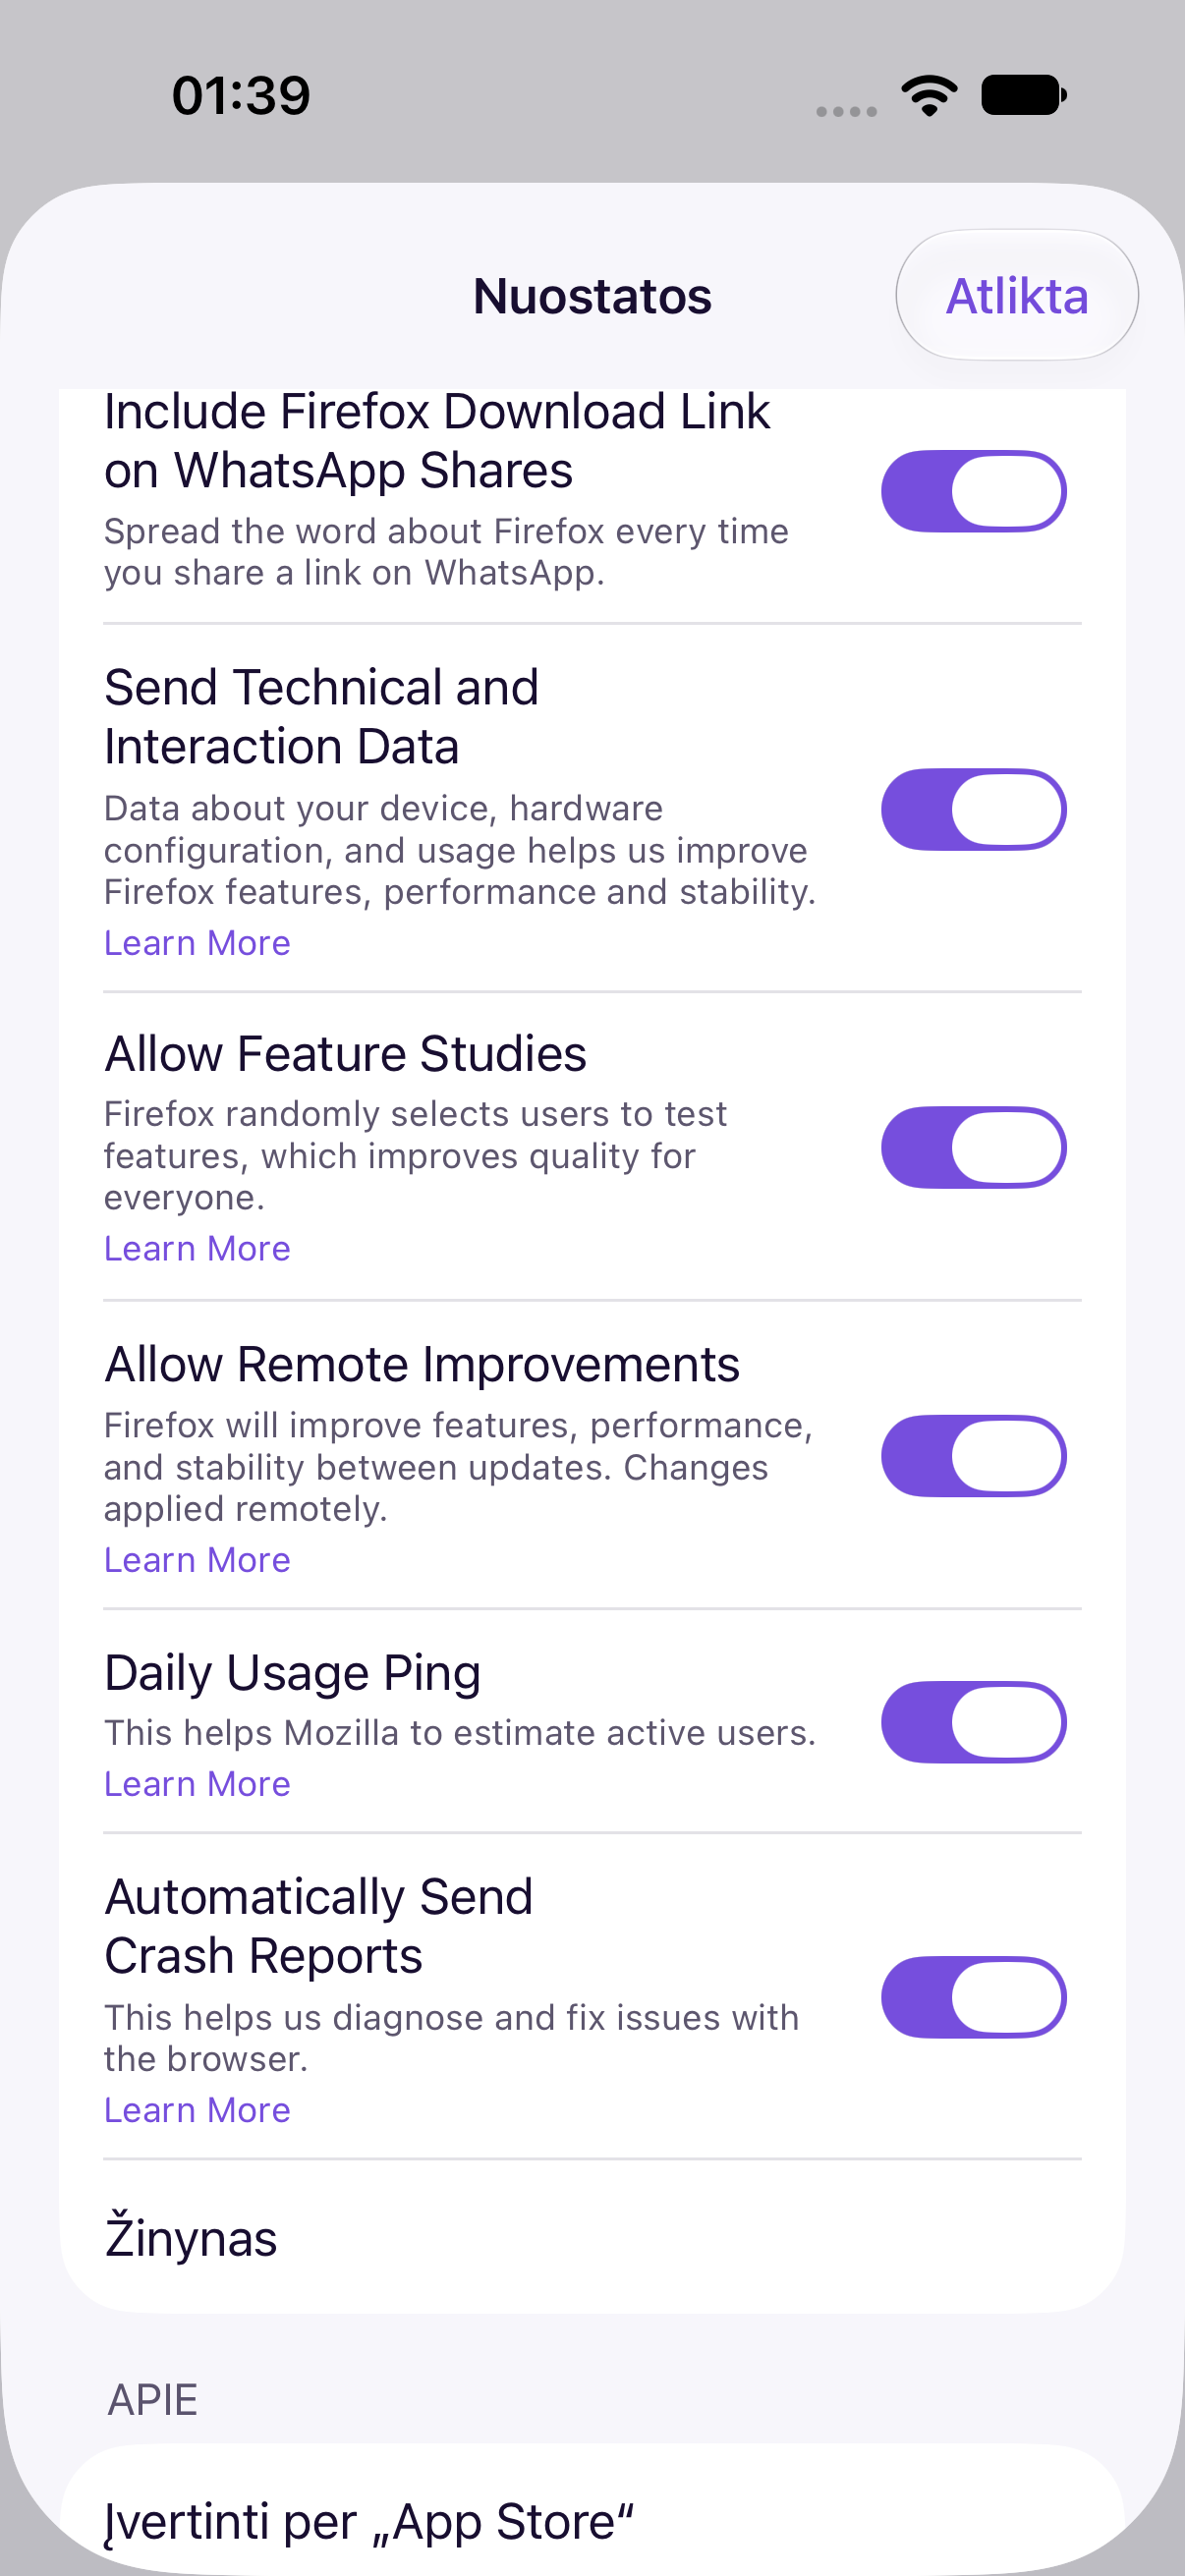 01:39
Nuostatos
Atlikta
Include Firefox Download Link
on WhatsApp Shares
Spread the word about Firefox every time
you share a link on WhatsApp.
Send Technical and
Interaction Data
Data about your device, hardware
configuration, and usage helps us improve
Firefox features, performance and stability.
Learn More
Allow Feature Studies
Firefox randomly selects users to test
features, which improves quality for
everyone.
Learn More
Allow Remote Improvements
Firefox will improve features, performance,
and stability between updates. Changes
applied remotely.
Learn More
Daily Usage Ping
This helps Mozilla to estimate active users.
Learn More
Automatically Send
Crash Reports
This helps us diagnose and fix issues with
the browser.
Learn More
Žinynas
APIE
Įvertinti per „App Store“